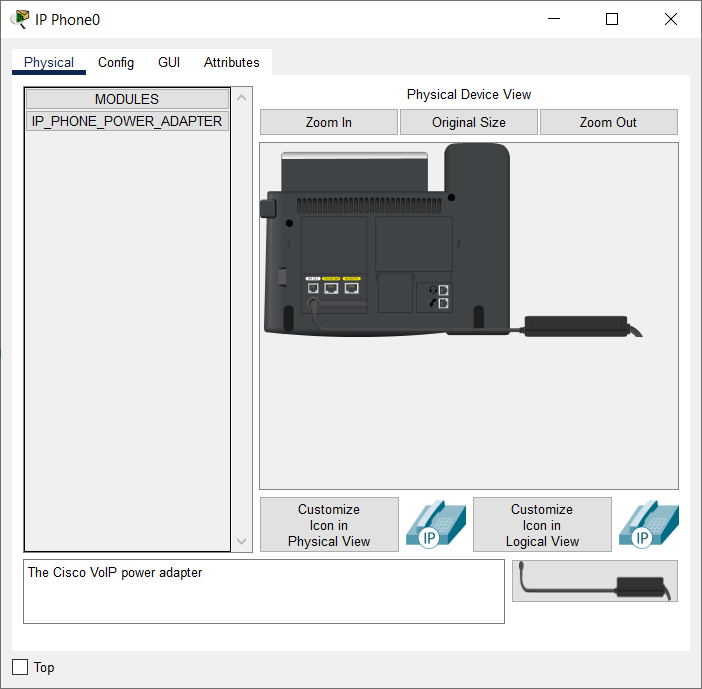 IP Phone0
Physical
Config
GUI
Attributes
MODULES
IP_PHONE_POWER_ADAPTER
Physical Device View
Zoom In
Original Size
Zoom Out
Customize
Icon in
Physical View
IP
Customize
Icon in
Logical View
IP
The Cisco VoIP power adapter
Top